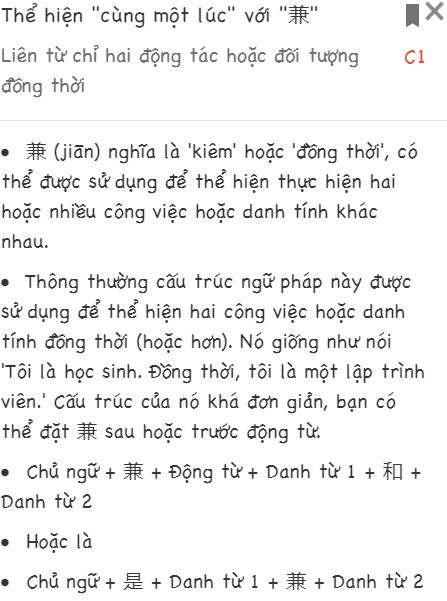 Thể hiện "cùng một lúc" với "兼"
Liên từ chỉ hai động tác hoặc đối tượng
đồng thời
C1
• 兼 (jiān) nghĩa là 'kiêm' hoặc 'đồng thời', có
thể được sử dụng để thể hiện thực hiện hai
hoặc nhiều công việc hoặc danh tính khác
nhau.
• Thông thường cấu trúc ngữ pháp này được
sử dụng để thể hiện hai công việc hoặc danh
tính đồng thời (hoặc hơn). Nó giống như nói
'Tôi là học sinh. Đồng thời, tôi là một lập trình
viên.' Cấu trúc của nó khá đơn giản, bạn có
thể đặt 兼 sau hoặc trước động từ.
• Chủ ngữ + 兼 + Động từ + Danh từ 1 + 和 +
Danh từ 2
• Hoặc là
• Chủ ngữ + 是 + Danh từ 1 + 兼 + Danh từ 2